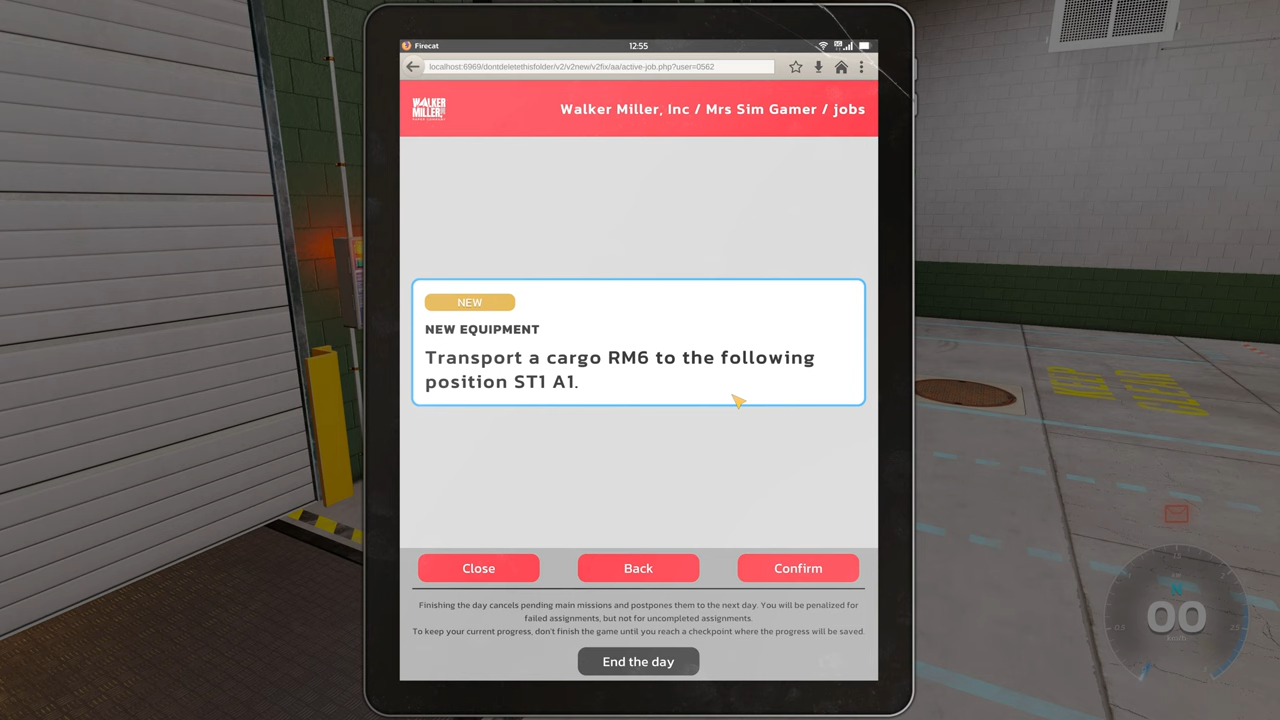 Firecat
12:55
localhost:6969/dontdeletethisfolder/v2/v2new/v2fix/aa/active-job.php?user=0562
WALKER
MILLER,
Walker Miller, Inc / Mrs Sim Gamer / jobs
NEW
NEW EQUIPMENT
Transport a cargo RM6 to the following
position ST1 A1.
Close
Back
Confirm
Finishing the day cancels pending main missions and postpones them to the next day. You will be penalized for
failed assignments, but not for uncompleted assignments.
To keep your current progress, don't finish the game until you reach a checkpoint where the progress will be saved.
End the day
KEEP
CLEAR
00